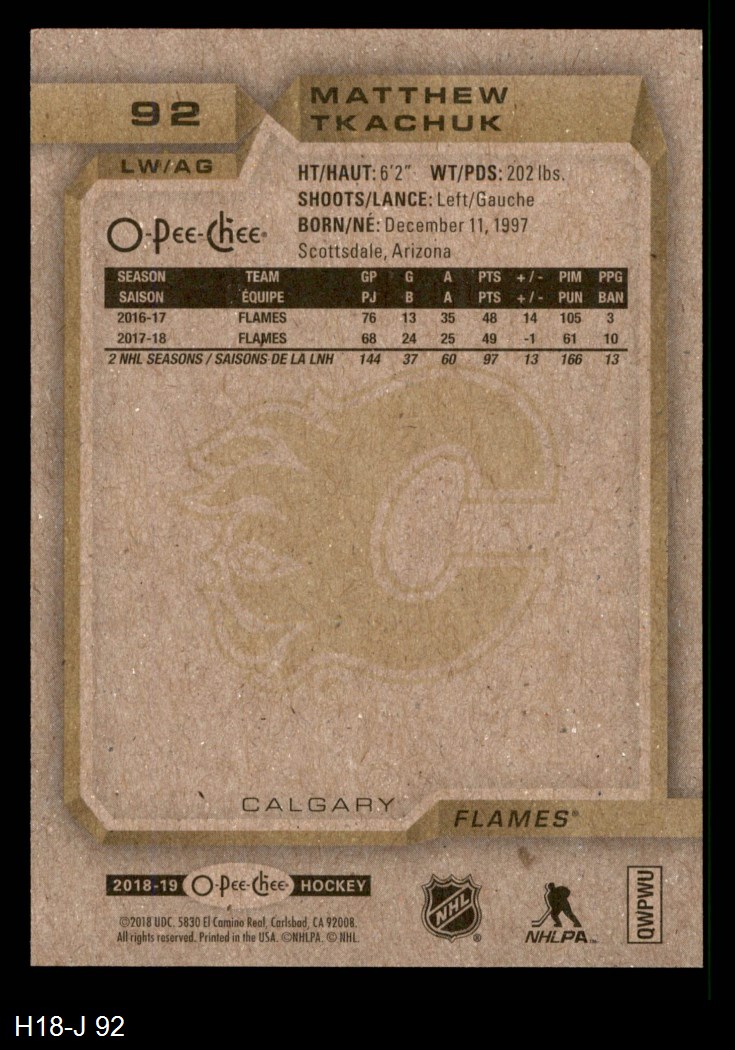 92
MATTHEW
TKACHUK
LW/AG
HT/HAUT: 6'2" WT/PDS: 202 lbs.
SHOOTS/LANCE: Left/Gauche
BORN/NÉ: December 11, 1997
Scottsdale, Arizona
O-PEE-CHEE®
SEASON TEAM GP G A PTS +/- PIM PPG
SAISON ÉQUIPE PJ B A PTS +/- PUN BAN
2016-17 FLAMES 76 13 35 48 14 105 3
2017-18 FLAMES 68 24 25 49 -1 61 10
2 NHL SEASONS / SAISONS DE LA LNH 144 37 60 97 13 166 13
CALGARY
FLAMES®
2018-19 O-PEE-CHEE HOCKEY
©2018 UDC. 5830 El Camino Real, Carlsbad, CA 92008.
All rights reserved. Printed in the USA. ©NHLPA. © NHL.
NHL ®
NHLPA™
QWPWU
H18-J 92